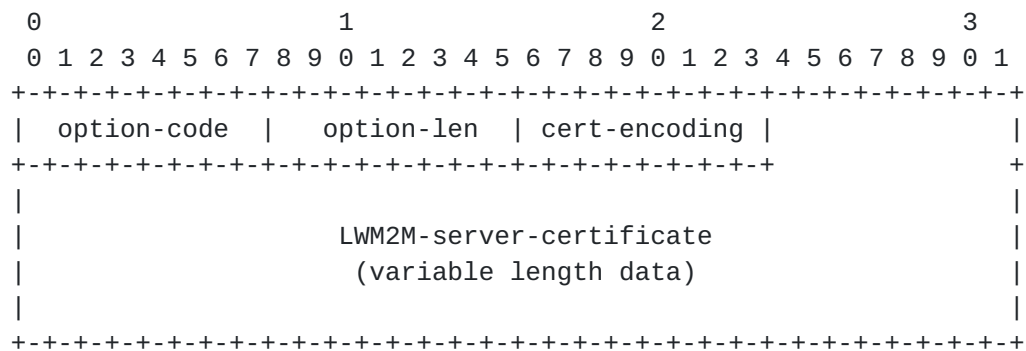 0                   1                   2                   3
 0 1 2 3 4 5 6 7 8 9 0 1 2 3 4 5 6 7 8 9 0 1 2 3 4 5 6 7 8 9 0 1
+-+-+-+-+-+-+-+-+-+-+-+-+-+-+-+-+-+-+-+-+-+-+-+-+-+-+-+-+-+-+-+-+
|  option-code  |   option-len  | cert-encoding |               |
+-+-+-+-+-+-+-+-+-+-+-+-+-+-+-+-+-+-+-+-+-+-+-+-+               +
|                                                               |
|                    LWM2M-server-certificate                   |
|                     (variable length data)                    |
|                                                               |
+-+-+-+-+-+-+-+-+-+-+-+-+-+-+-+-+-+-+-+-+-+-+-+-+-+-+-+-+-+-+-+-+